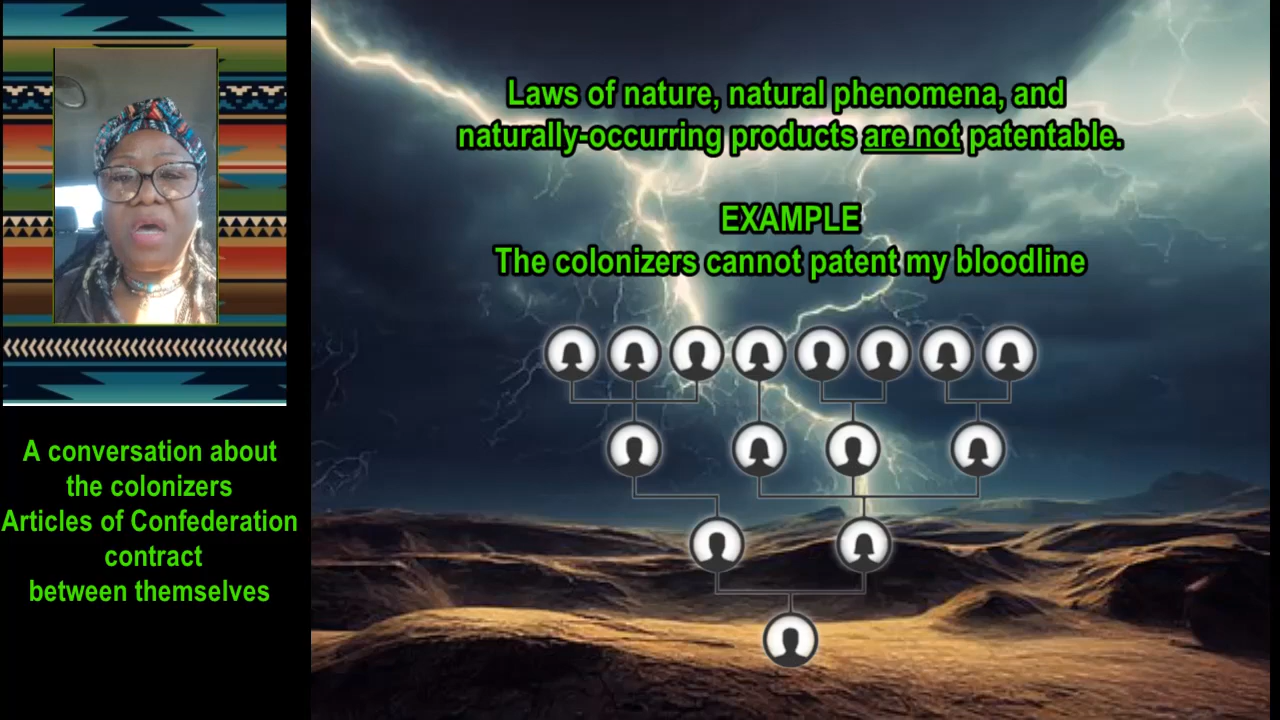 Laws of nature, natural phenomena, and
naturally-occurring products are not patentable.
EXAMPLE
The colonizers cannot patent my bloodline
A conversation about
the colonizers
Articles of Confederation
contract
between themselves